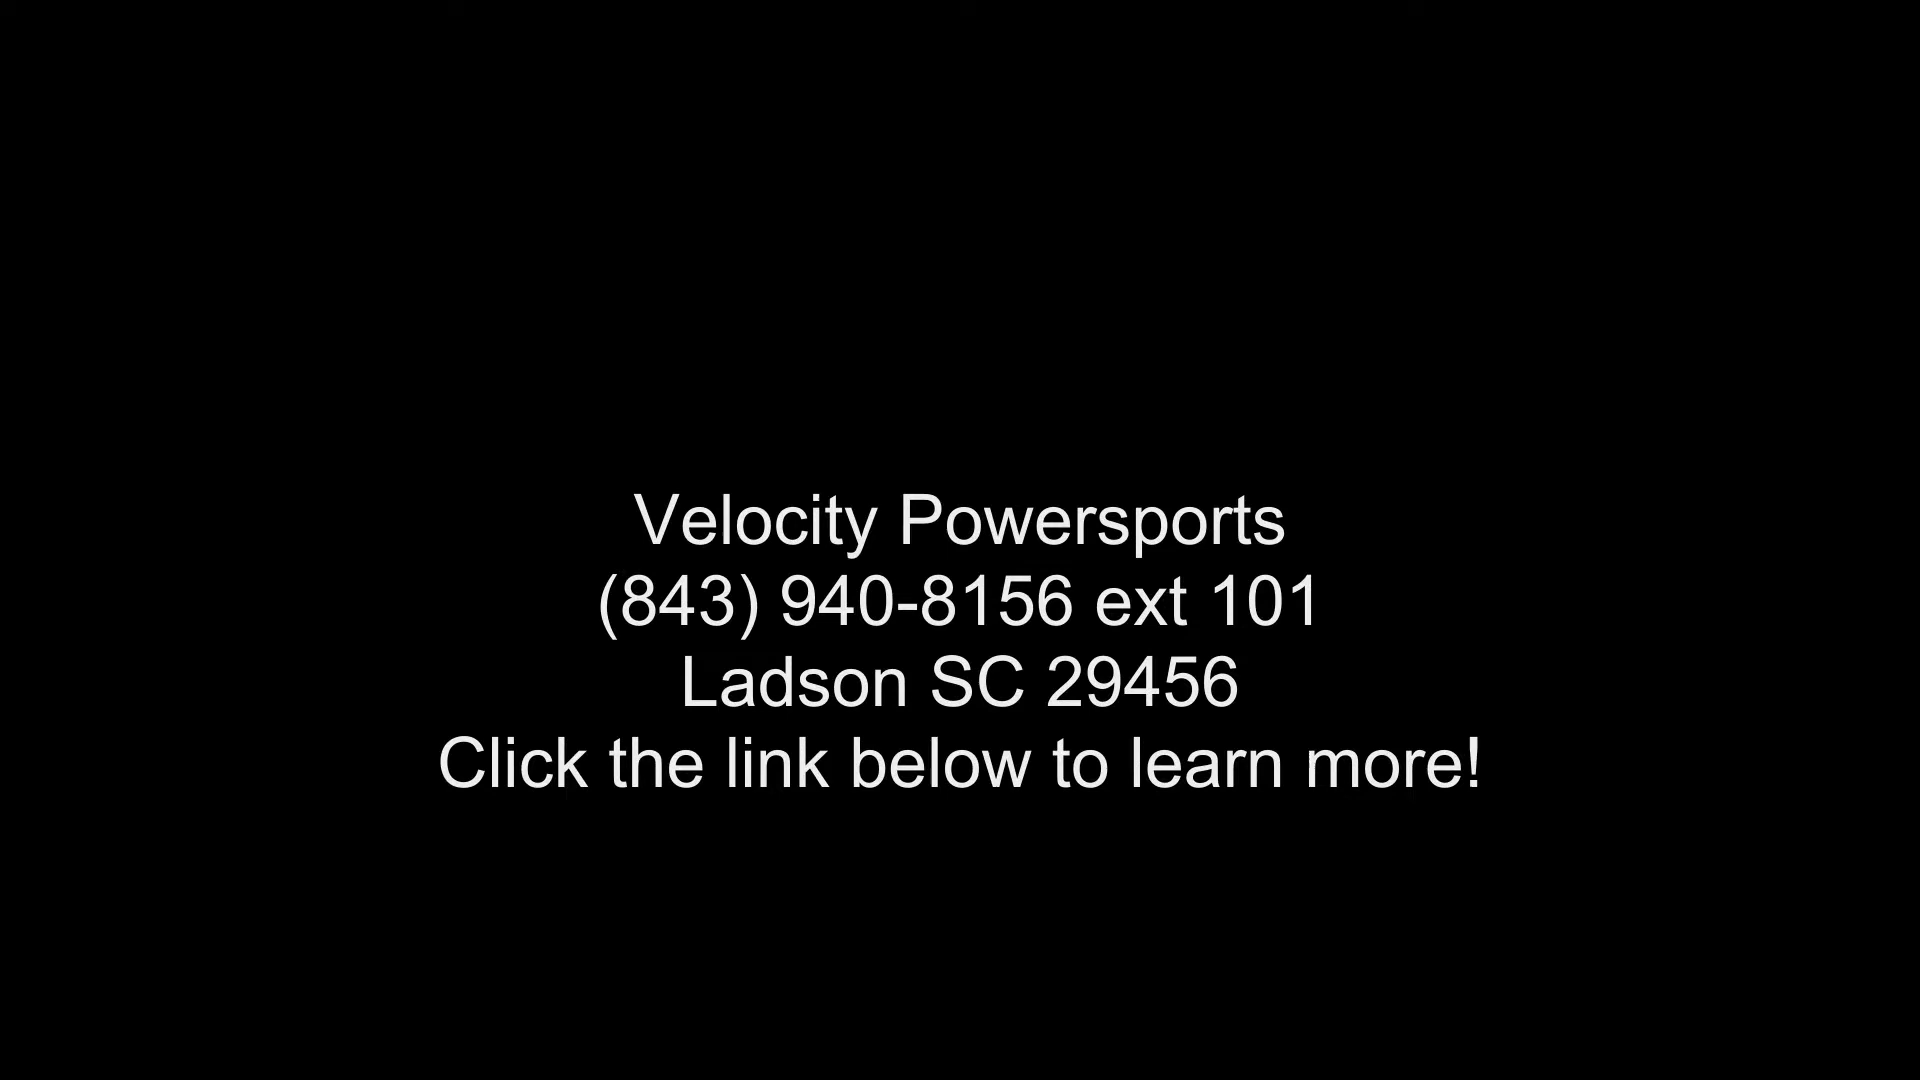 Velocity Powersports
(843) 940-8156 ext 101
Ladson SC 29456
Click the link below to learn more!